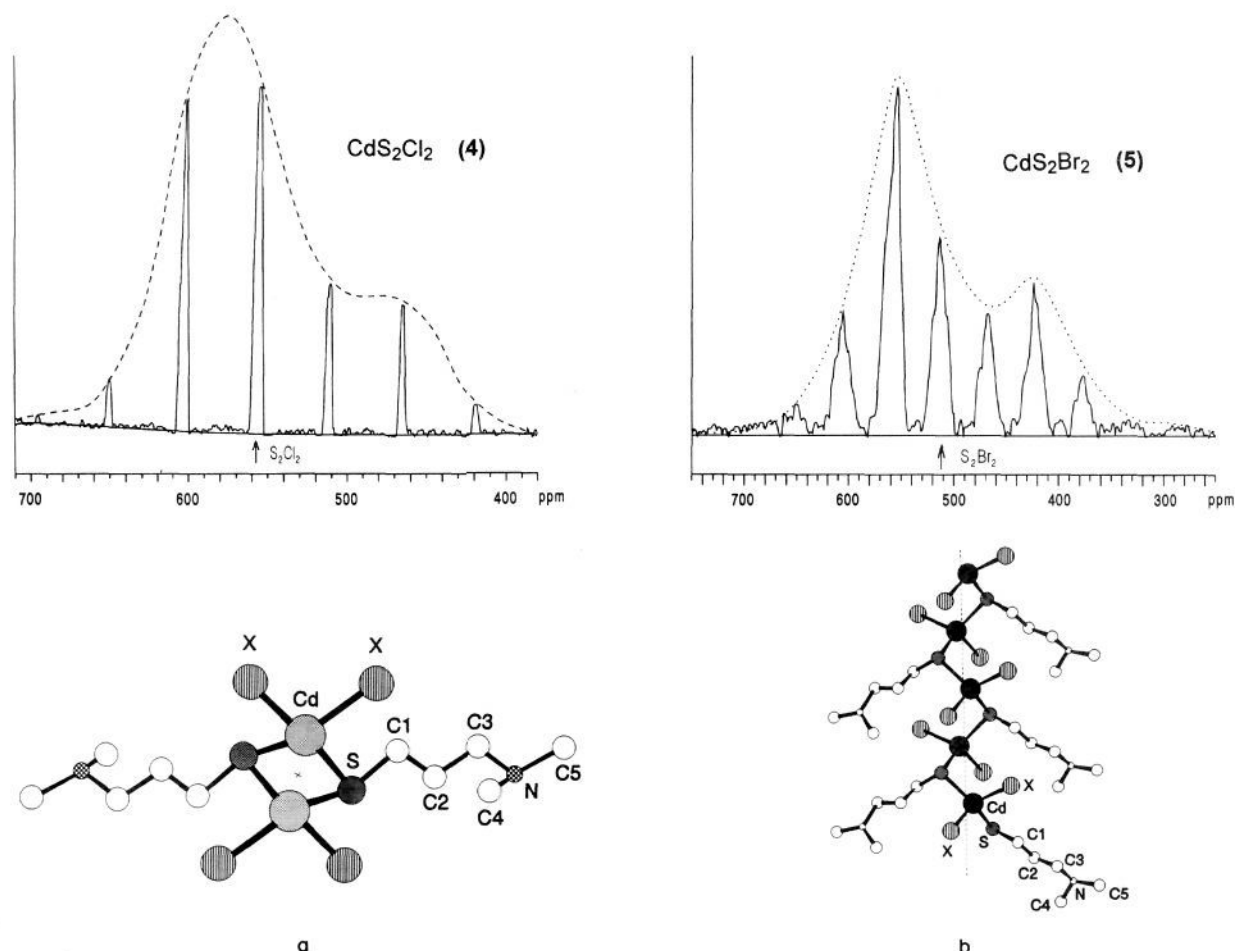 CdS₂Cl₂ (4)
S₂Cl₂
700 600 500 400 ppm
CdS₂Br₂ (5)
S₂Br₂
700 600 500 400 300 ppm
X X
Cd
C1 C3
S
C5
C2 N
C4
a
X
Cd
C1
S
X C3
C2
N
C5
C4
b